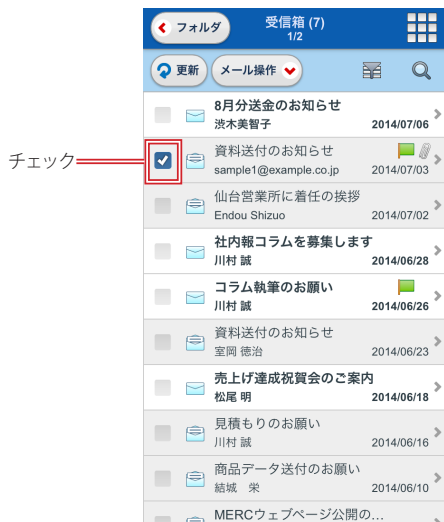 フォルダ
受信箱 (7)
1/2
更新
メール操作
8月分送金のお知らせ
渋木美智子 2014/07/06
チェック
資料送付のお知らせ
sample1@example.co.jp 2014/07/03
仙台営業所に着任の挨拶
Endou Shizuo 2014/07/02
社内報コラムを募集します
川村 誠 2014/06/28
コラム執筆のお願い
川村 誠 2014/06/26
資料送付のお知らせ
室岡 徳治 2014/06/23
売上げ達成祝賀会のご案内
松尾 明 2014/06/18
見積もりのお願い
川村 誠 2014/06/16
商品データ送付のお願い
結城　栄 2014/06/10
MERCウェブページ公開の…